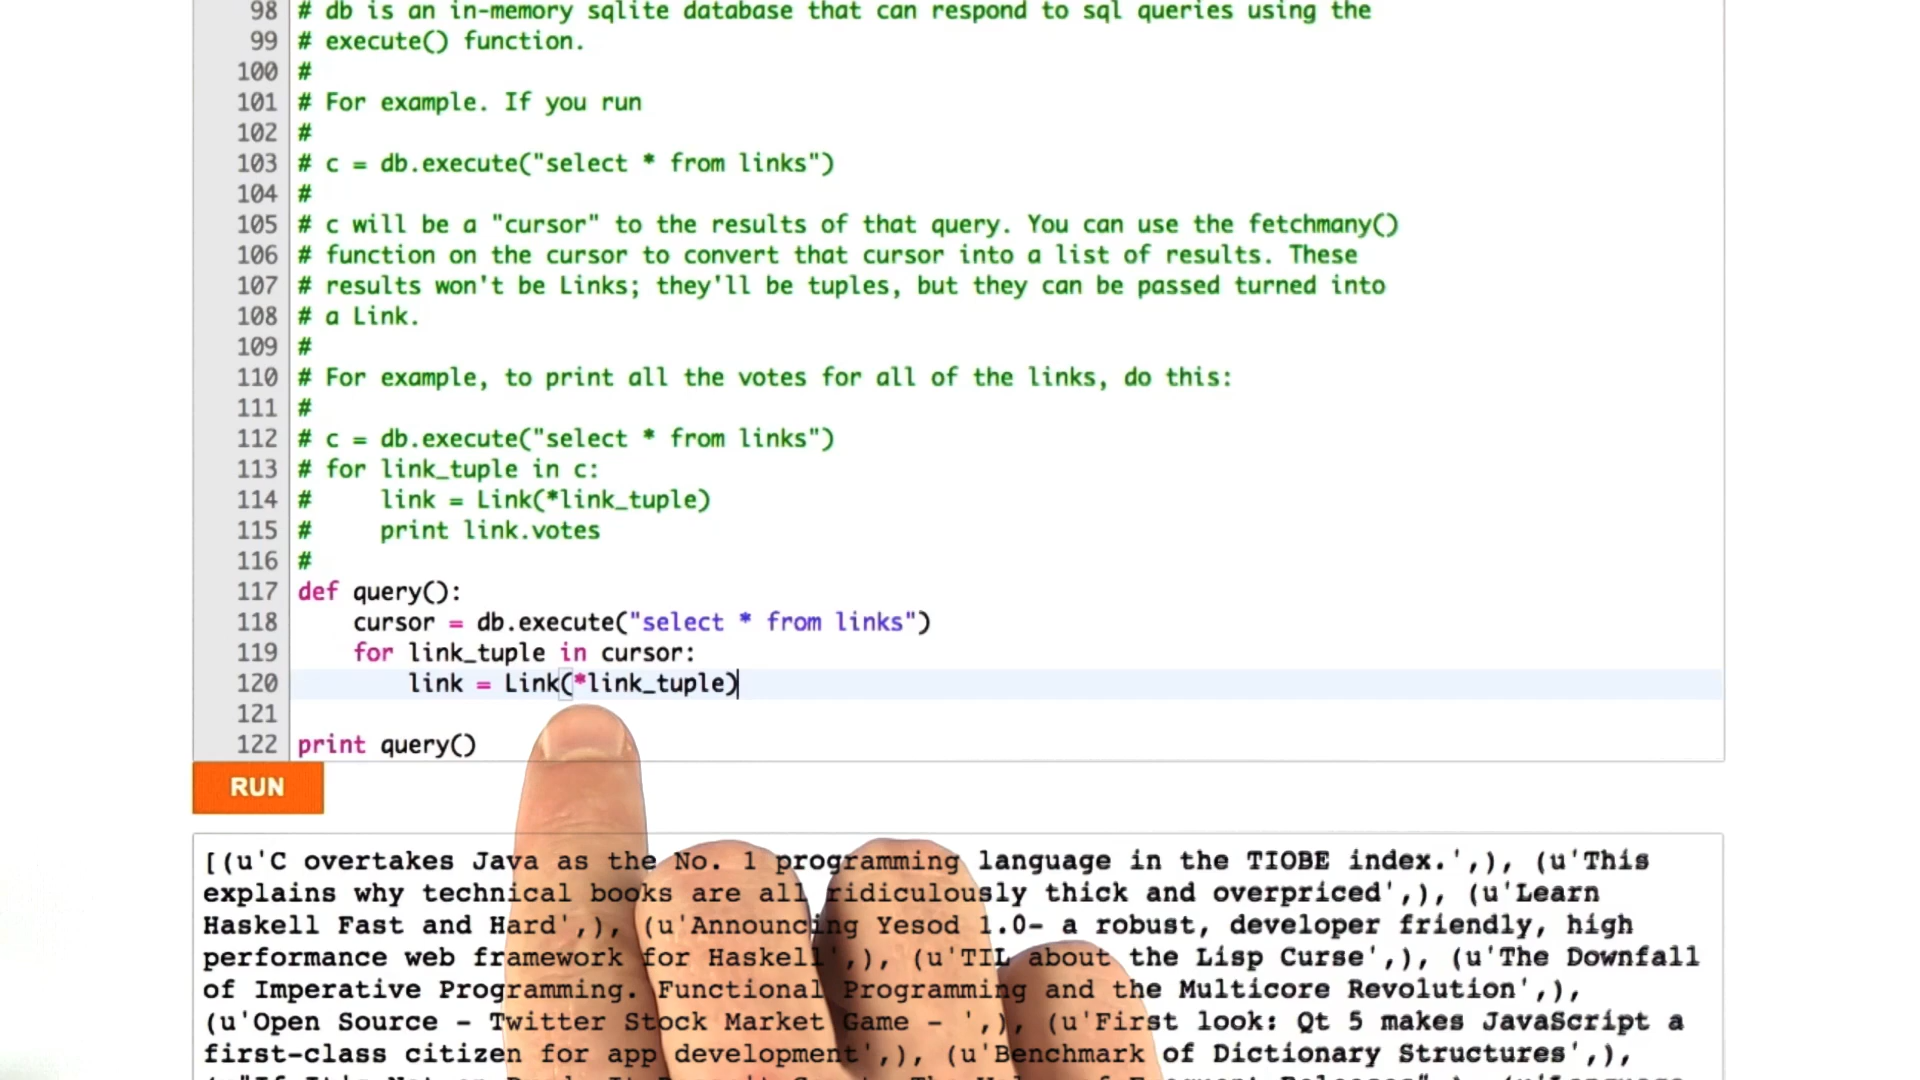 98 # db is an in-memory sqlite database that can respond to sql queries using the
99 # execute() function.
100 #
101 # For example. If you run
102 #
103 # c = db.execute("select * from links")
104 #
105 # c will be a "cursor" to the results of that query. You can use the fetchmany()
106 # function on the cursor to convert that cursor into a list of results. These
107 # results won't be Links; they'll be tuples, but they can be passed turned into
108 # a Link.
109 #
110 # For example, to print all the votes for all of the links, do this:
111 #
112 # c = db.execute("select * from links")
113 # for link_tuple in c:
114 #     link = Link(*link_tuple)
115 #     print link.votes
116 #
117 def query():
118     cursor = db.execute("select * from links")
119     for link_tuple in cursor:
120         link = Link(*link_tuple)
121
122 print query()
RUN
[(u'C overtakes Java as the No. 1 programming language in the TIOBE index.',), (u'This
explains why technical books are all ridiculously thick and overpriced',), (u'Learn
Haskell Fast and Hard',), (u'Announcing Yesod 1.0- a robust, developer friendly, high
performance web framework for Haskell',), (u'TIL about the Lisp Curse',), (u'The Downfall
of Imperative Programming. Functional Programming and the Multicore Revolution',),
(u'Open Source - Twitter Stock Market Game - ',), (u'First look: Qt 5 makes JavaScript a
first-class citizen for app development',), (u'Benchmark of Dictionary Structures',),